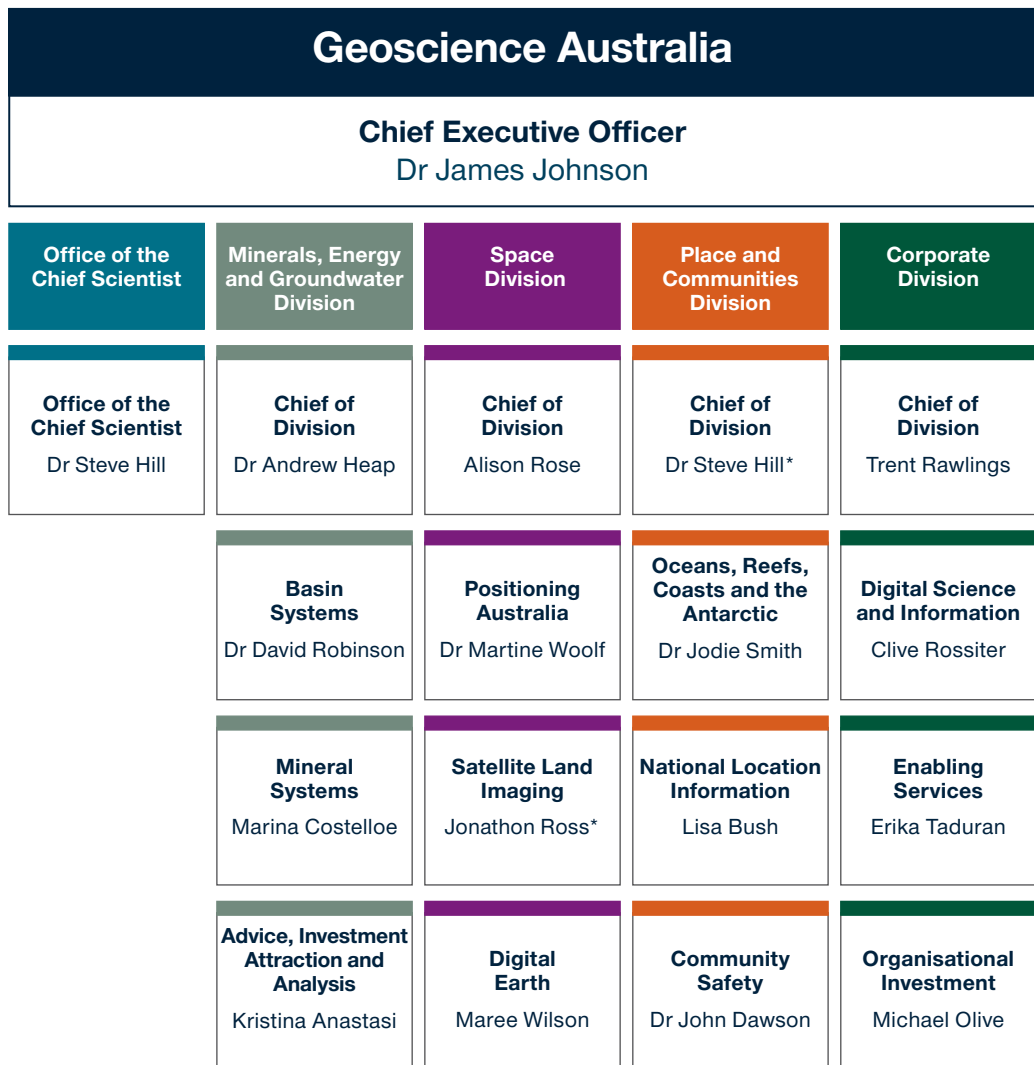 Geoscience Australia
Chief Executive Officer
Dr James Johnson
Office of the
Chief Scientist
Minerals, Energy
and Groundwater
Division
Space
Division
Place and
Communities
Division
Corporate
Division
Office of the
Chief Scientist
Dr Steve Hill
Chief of
Division
Dr Andrew Heap
Chief of
Division
Alison Rose
Chief of
Division
Dr Steve Hill*
Chief of
Division
Trent Rawlings
Basin
Systems
Dr David Robinson
Positioning
Australia
Dr Martine Woolf
Oceans, Reefs,
Coasts and the
Antarctic
Dr Jodie Smith
Digital Science
and Information
Clive Rossiter
Mineral
Systems
Marina Costelloe
Satellite Land
Imaging
Jonathon Ross*
National Location
Information
Lisa Bush
Enabling
Services
Erika Taduran
Advice, Investment
Attraction and
Analysis
Kristina Anastasi
Digital
Earth
Maree Wilson
Community
Safety
Dr John Dawson
Organisational
Investment
Michael Olive